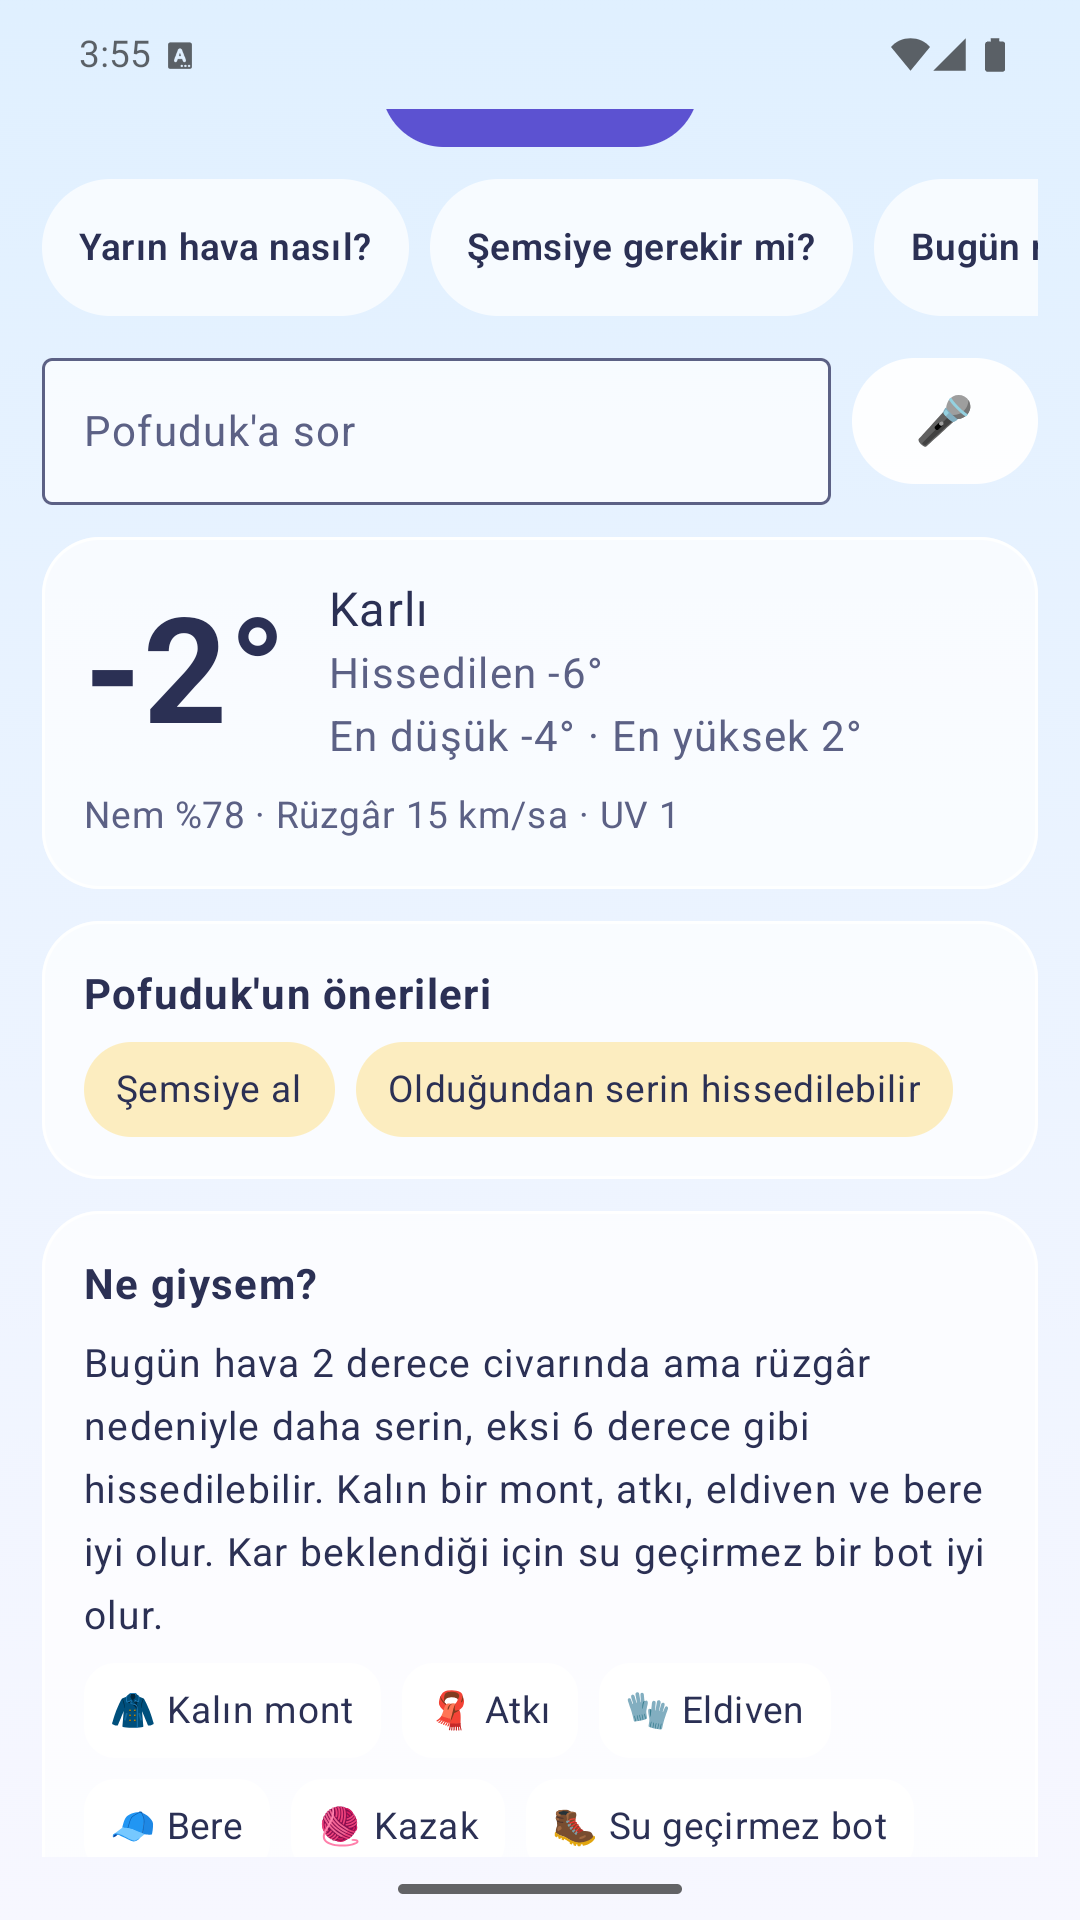 3:55
Yarın hava nasıl?
Şemsiye gerekir mi?
Bugün
Pofuduk'a sor
-2°
Karlı
Hissedilen -6°
En düşük -4° · En yüksek 2°
Nem %78 · Rüzgâr 15 km/sa · UV 1
Pofuduk'un önerileri
Şemsiye al
Olduğundan serin hissedilebilir
Ne giysem?
Bugün hava 2 derece civarında ama rüzgâr
nedeniyle daha serin, eksi 6 derece gibi
hissedilebilir. Kalın bir mont, atkı, eldiven ve bere
iyi olur. Kar beklendiği için su geçirmez bir bot iyi
olur.
Kalın mont
Atkı
Eldiven
Bere
Kazak
Su geçirmez bot